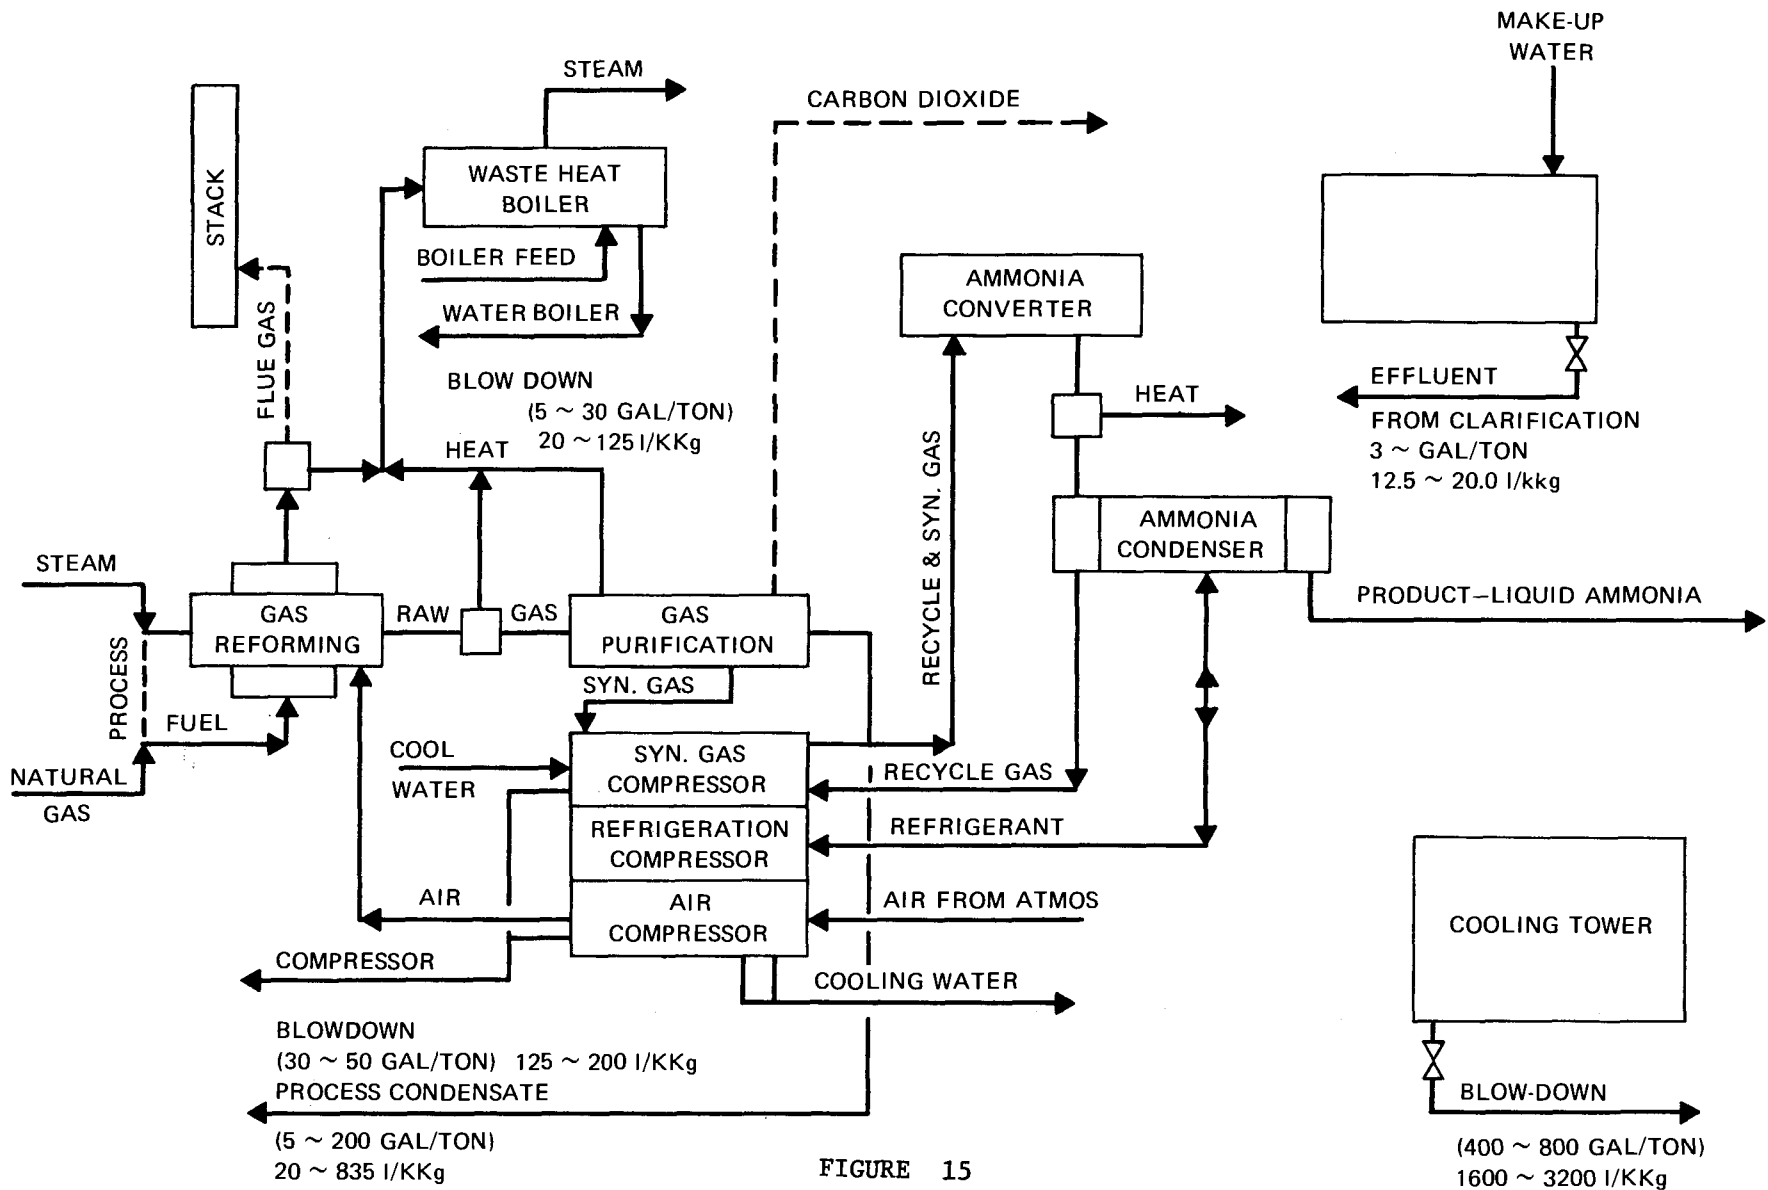 MAKE-UP
WATER
STEAM
CARBON DIOXIDE
STACK
WASTE HEAT
BOILER
BOILER FEED
WATER BOILER
FLUE GAS
AMMONIA
CONVERTER
BLOW DOWN
(5 ~ 30 GAL/TON)
20 ~125 l/KKg
HEAT
HEAT
EFFLUENT
FROM CLARIFICATION
3 ~ GAL/TON
12.5 ~ 20.0 l/kkg
RECYCLE & SYN. GAS
AMMONIA
CONDENSER
STEAM
PROCESS
GAS
REFORMING
RAW
GAS
GAS
PURIFICATION
PRODUCT–LIQUID AMMONIA
SYN. GAS
FUEL
NATURAL
GAS
COOL
WATER
SYN. GAS
COMPRESSOR
RECYCLE GAS
REFRIGERATION
COMPRESSOR
REFRIGERANT
AIR
AIR
COMPRESSOR
AIR FROM ATMOS
COOLING TOWER
COMPRESSOR
COOLING WATER
BLOWDOWN
(30 ~ 50 GAL/TON) 125 ~ 200 l/KKg
PROCESS CONDENSATE
(5 ~ 200 GAL/TON)
20 ~ 835 l/KKg
BLOW-DOWN
(400 ~ 800 GAL/TON)
1600 ~ 3200 l/KKg
FIGURE 15